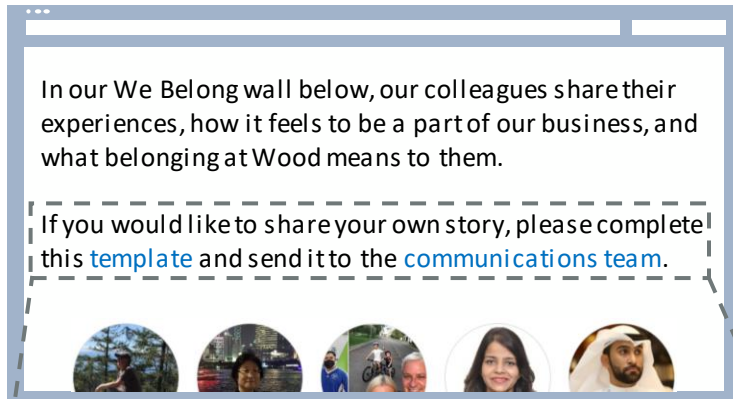 In our We Belong wall below, our colleagues share their
experiences, how it feels to be a part of our business, and
what belonging at Wood means to them.
If you would like to share your own story, please complete
this template and send it to the communications team.